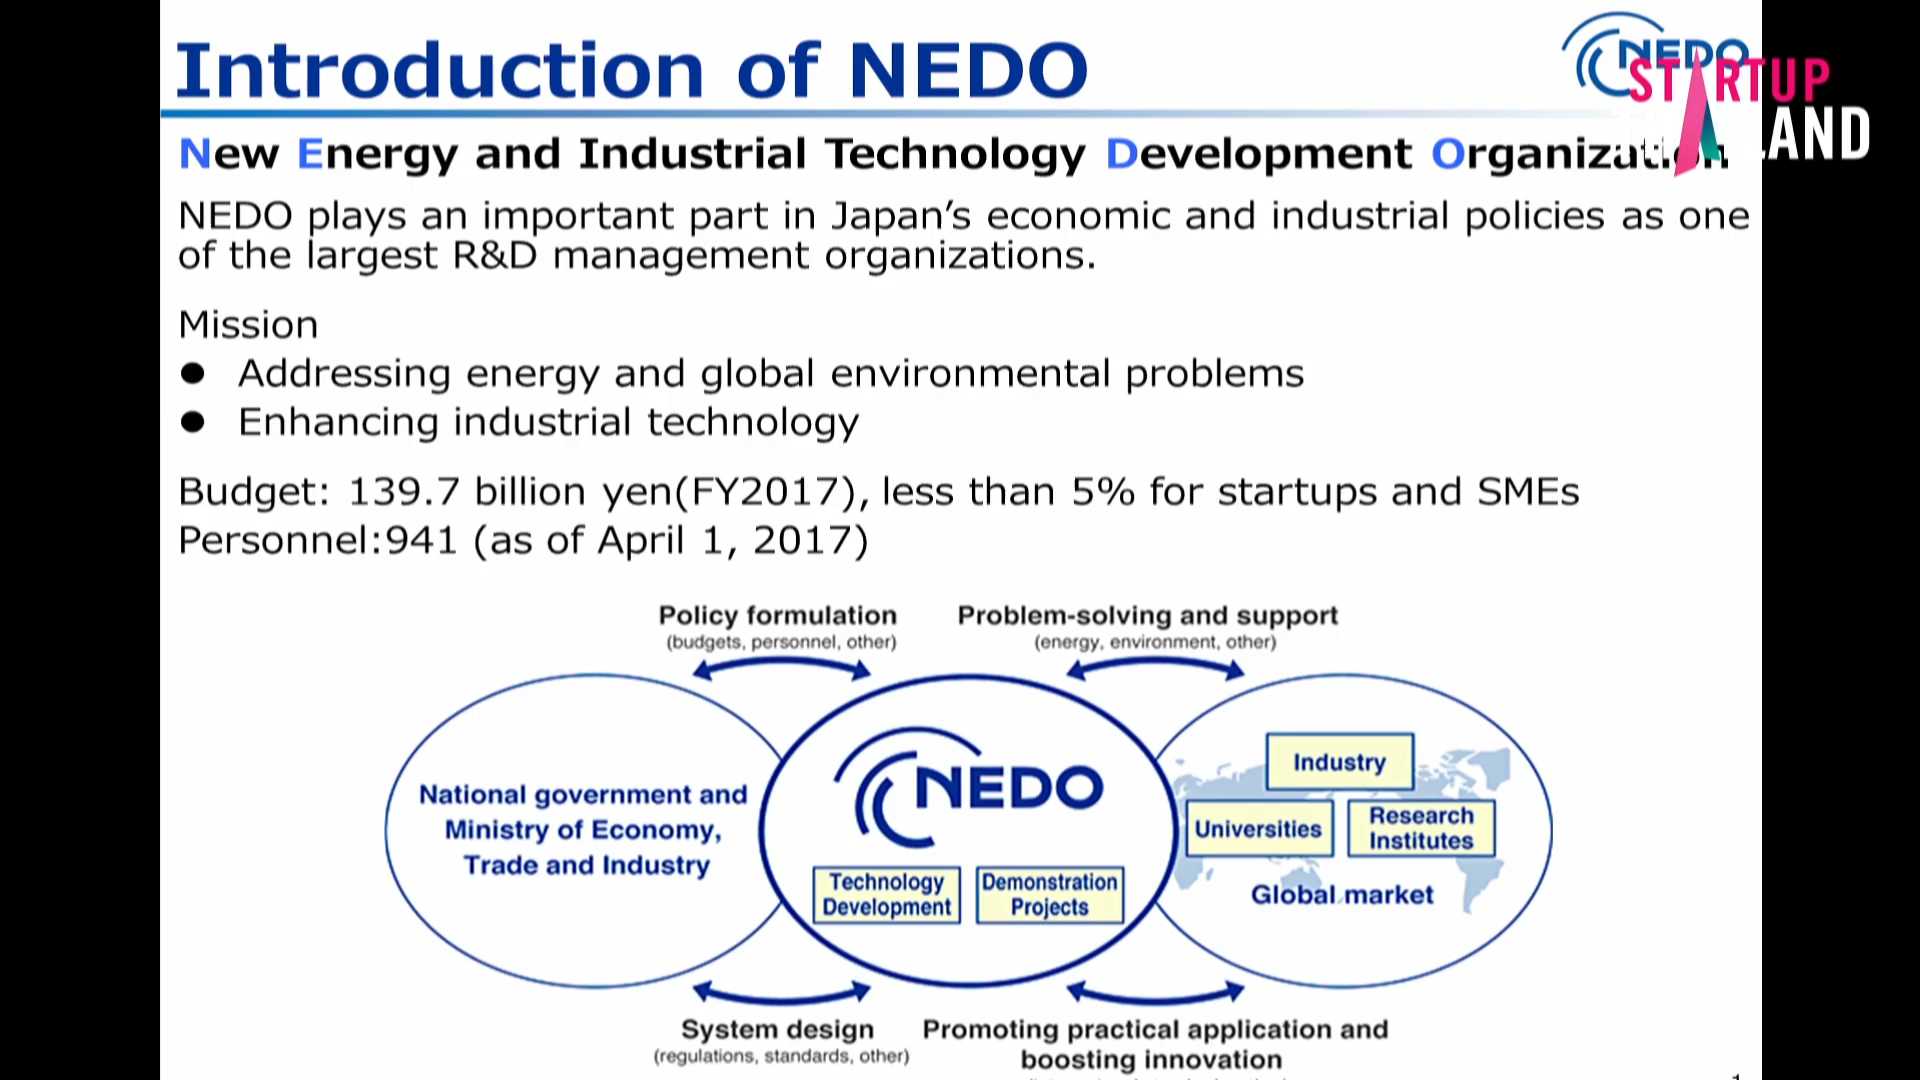 Introduction of NEDO
NEDO
STARTUP
THAILAND
New Energy and Industrial Technology Development Organization
NEDO plays an important part in Japan’s economic and industrial policies as one
of the largest R&D management organizations.
Mission
● Addressing energy and global environmental problems
● Enhancing industrial technology
Budget: 139.7 billion yen(FY2017), less than 5% for startups and SMEs
Personnel:941 (as of April 1, 2017)
Policy formulation
(budgets, personnel, other)
Problem-solving and support
(energy, environment, other)
National government and
Ministry of Economy,
Trade and Industry
NEDO
Technology
Development
Demonstration
Projects
Industry
Universities
Research
Institutes
Global market
System design
(regulations, standards, other)
Promoting practical application and
boosting innovation